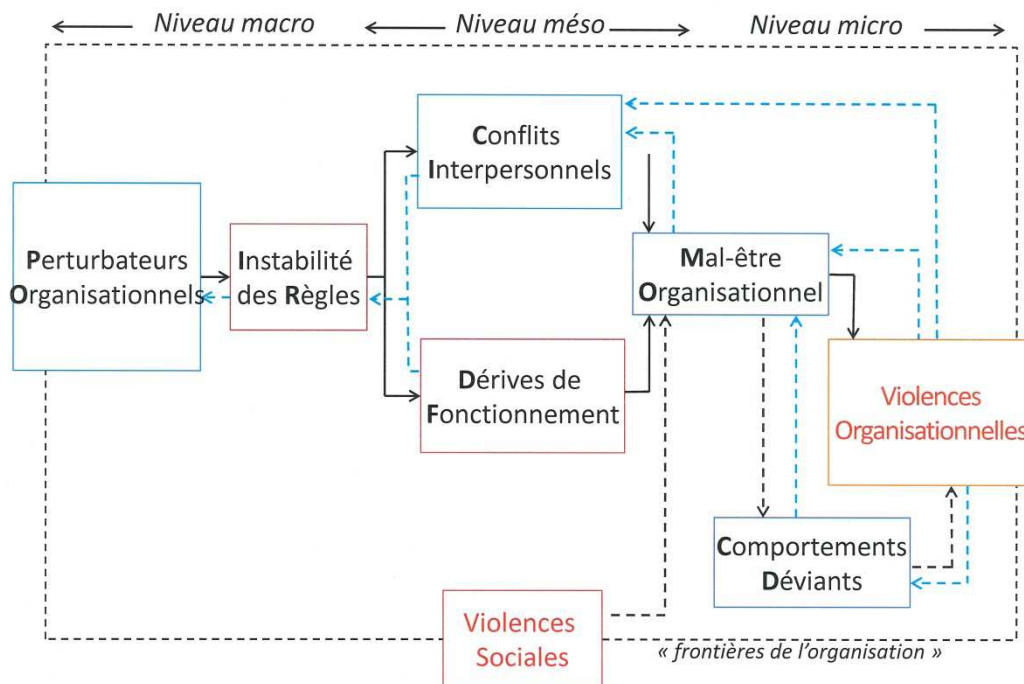 Niveau macro
Niveau méso
Niveau micro
Conflits
Interpersonnels
Perturbateurs
Organisationnels
Instabilité
des Règles
Mal-être
Organisationnel
Dérives de
Fonctionnement
Violences
Organisationnelles
Comportements
Déviants
Violences
Sociales
« frontières de l’organisation »